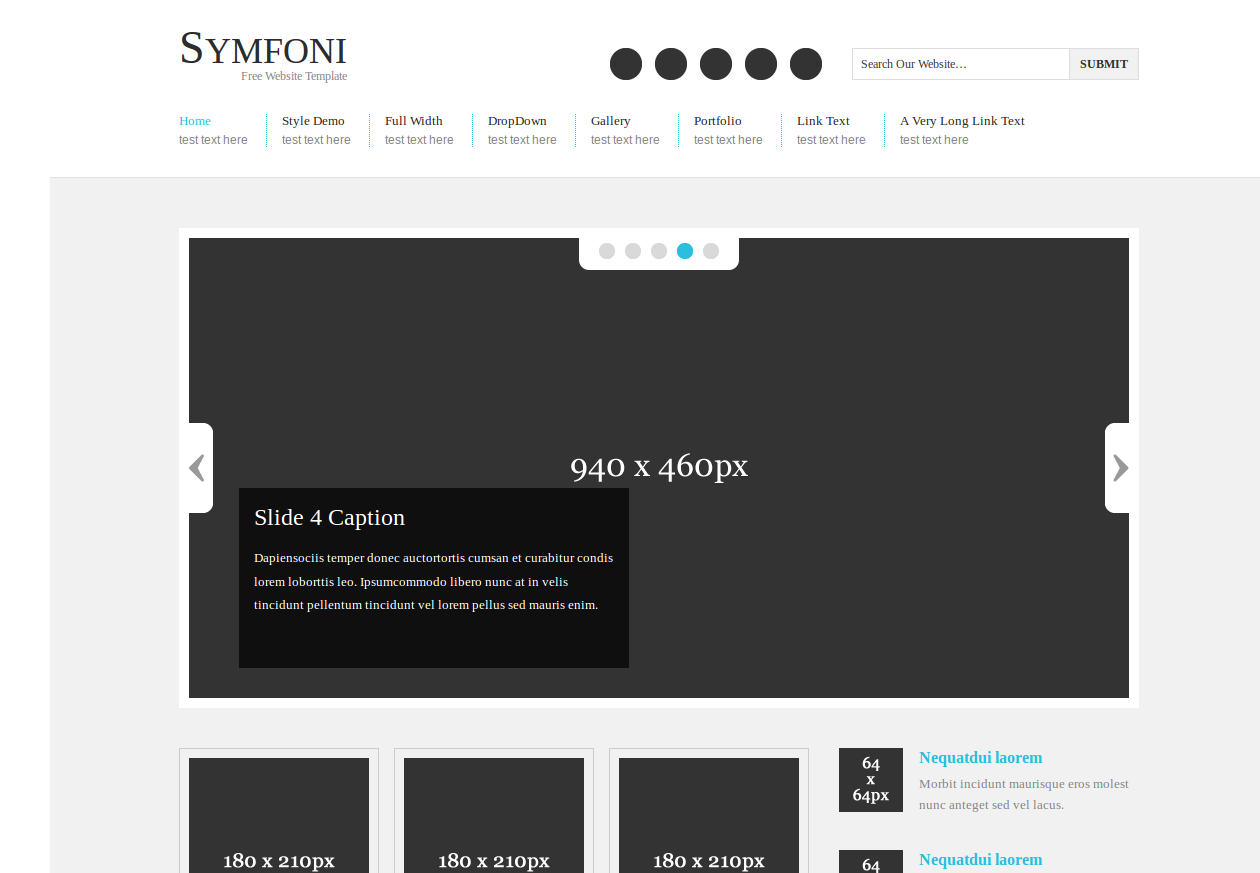 SYMFONI
Free Website Template
Search Our Website…
SUBMIT
Home
test text here
Style Demo
test text here
Full Width
test text here
DropDown
test text here
Gallery
test text here
Portfolio
test text here
Link Text
test text here
A Very Long Link Text
test text here
940 x 460px
Slide 4 Caption
Dapiensociis temper donec auctortortis cumsan et curabitur condis
lorem loborttis leo. Ipsumcommodo libero nunc at in velis
tincidunt pellentum tincidunt vel lorem pellus sed mauris enim.
180 x 210px
180 x 210px
180 x 210px
64
x
64px
Nequatdui laorem
Morbit incidunt maurisque eros molest
nunc anteget sed vel lacus.
64
Nequatdui laorem